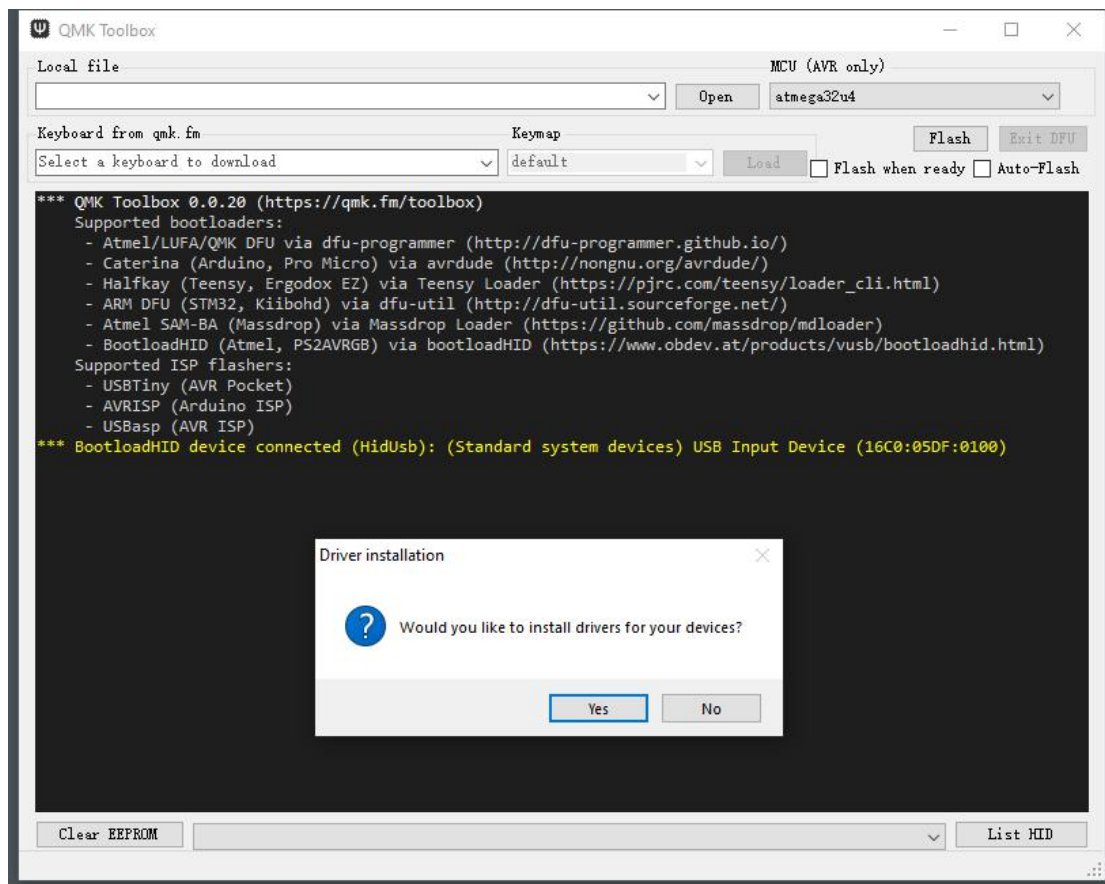 QMK Toolbox
Local file
MCU (AVR only)
Open
atmega32u4
Keyboard from qmk.fm
Keymap
Flash
Exit DFU
Select a keyboard to download
default
Load
Flash when ready
Auto-Flash
*** QMK Toolbox 0.0.20 (https://qmk.fm/toolbox)
Supported bootloaders:
- Atmel/LUFA/QMK DFU via dfu-programmer (http://dfu-programmer.github.io/)
- Caterina (Arduino, Pro Micro) via avrdude (http://nongnu.org/avrdude/)
- Halfkay (Teensy, Ergodox EZ) via Teensy Loader (https://pjrc.com/teensy/loader_cli.html)
- ARM DFU (STM32, Kiibohd) via dfu-util (http://dfu-util.sourceforge.net/)
- Atmel SAM-BA (Massdrop) via Massdrop Loader (https://github.com/massdrop/mdloader)
- BootloadHID (Atmel, PS2AVRGB) via bootloadHID (https://www.obdev.at/products/vusb/bootloadhid.html)
Supported ISP flashers:
- USBTiny (AVR Pocket)
- AVRISP (Arduino ISP)
- USBasp (AVR ISP)
*** BootloadHID device connected (HidUsb): (Standard system devices) USB Input Device (16C0:05DF:0100)
Driver installation
Would you like to install drivers for your devices?
Yes
No
Clear EEPROM
List HID